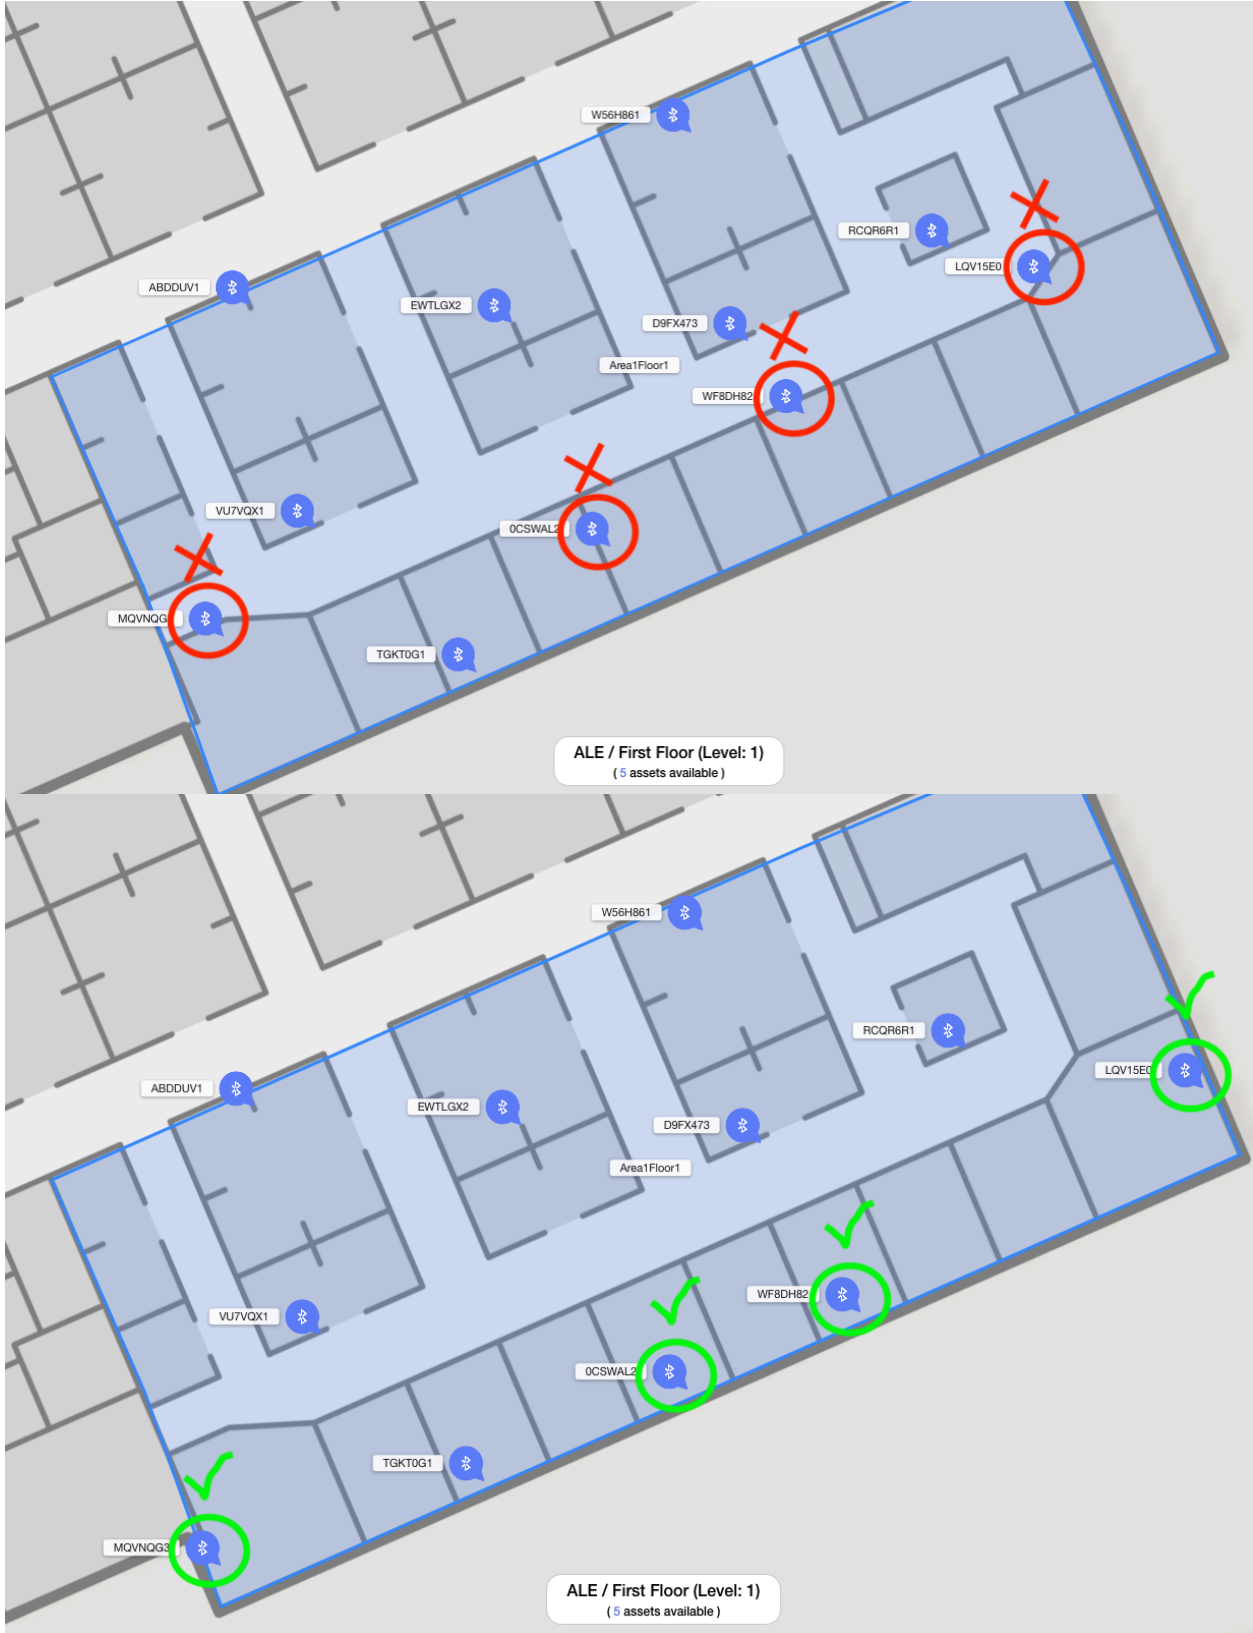 W56H861
RCQR6R1
LQV15E0
ABDDUV1
EWTLGX2
D9FX473
Area1Floor1
WF8DH82
VU7VQX1
0CSWAL2
MQVNQG
TGKT0G1
ALE / First Floor (Level: 1)
( 5 assets available )
W56H861
RCQR6R1
LQV15E0
ABDDUV1
EWTLGX2
D9FX473
Area1Floor1
WF8DH82
VU7VQX1
0CSWAL2
TGKT0G1
MQVNQG3
ALE / First Floor (Level: 1)
( 5 assets available )